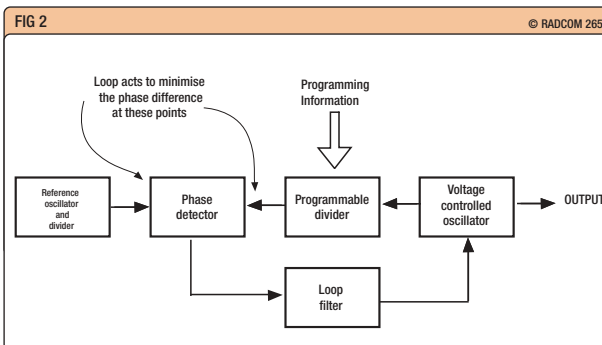 FIG 2
© RADCOM 265
Loop acts to minimise
the phase difference
at these points
Programming
Information
Reference
oscillator
and
divider
Phase
detector
Programmable
divider
Voltage
controlled
oscillator
OUTPUT
Loop
filter